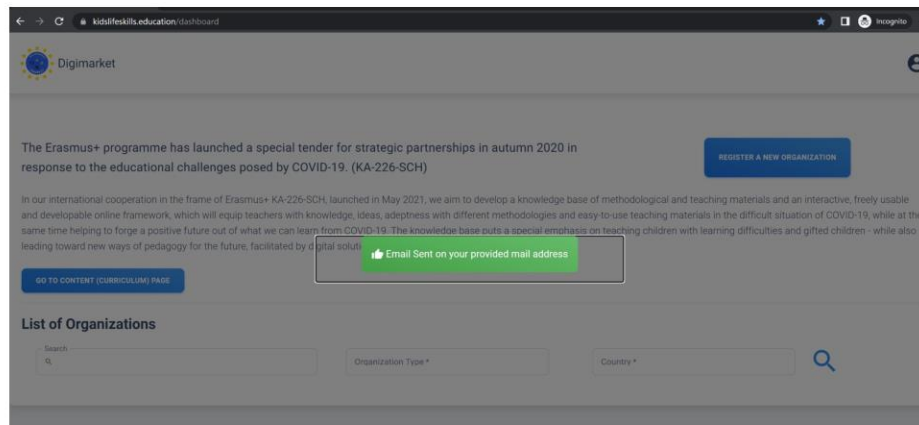 kidslifeskills.education/dashboard
Incognito
Digimarket
The Erasmus+ programme has launched a special tender for strategic partnerships in autumn 2020 in
response to the educational challenges posed by COVID-19. (KA-226-SCH)
REGISTER A NEW ORGANIZATION
In our international cooperation in the frame of Erasmus+ KA-226-SCH, launched in May 2021, we aim to develop a knowledge base of methodological and teaching materials and an interactive, freely usable
and developable online framework, which will equip teachers with knowledge, ideas, adeptness with different methodologies and easy-to-use teaching materials in the difficult situation of COVID-19, while at the
same time helping to forge a positive future out of what we can learn from COVID-19. The knowledge base puts a special emphasis on teaching children with learning difficulties and gifted children - while also
leading toward new ways of pedagogy for the future, facilitated by digital
Email Sent on your provided mail address
GO TO CONTENT (CURRICULUM) PAGE
List of Organizations
Search
Organization Type *
Country *